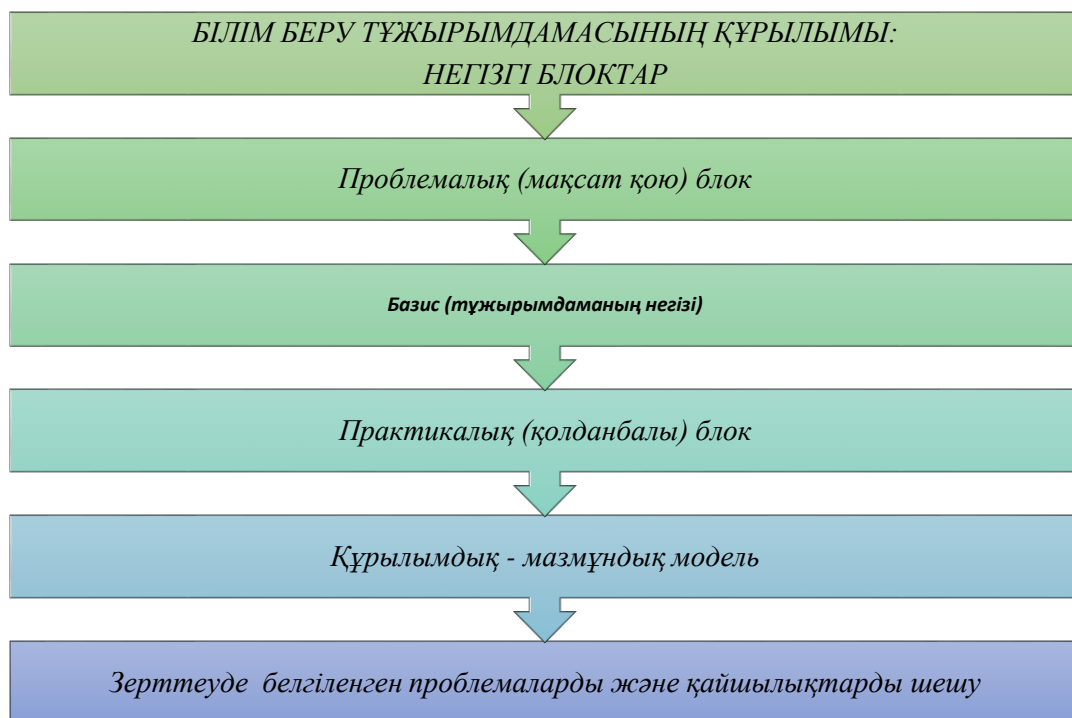 БІЛІМ БЕРУ ТҰЖЫРЫМДАМАСЫНЫҢ ҚҰРЫЛЫМЫ:
НЕГІЗГІ БЛОКТАР
Проблемалық (мақсат қою) блок
Базис (тұжырымдаманың негізі)
Практикалық (қолданбалы) блок
Құрылымдық - мазмұндық модель
Зерттеуде белгіленген проблемаларды және қайшылықтарды шешу